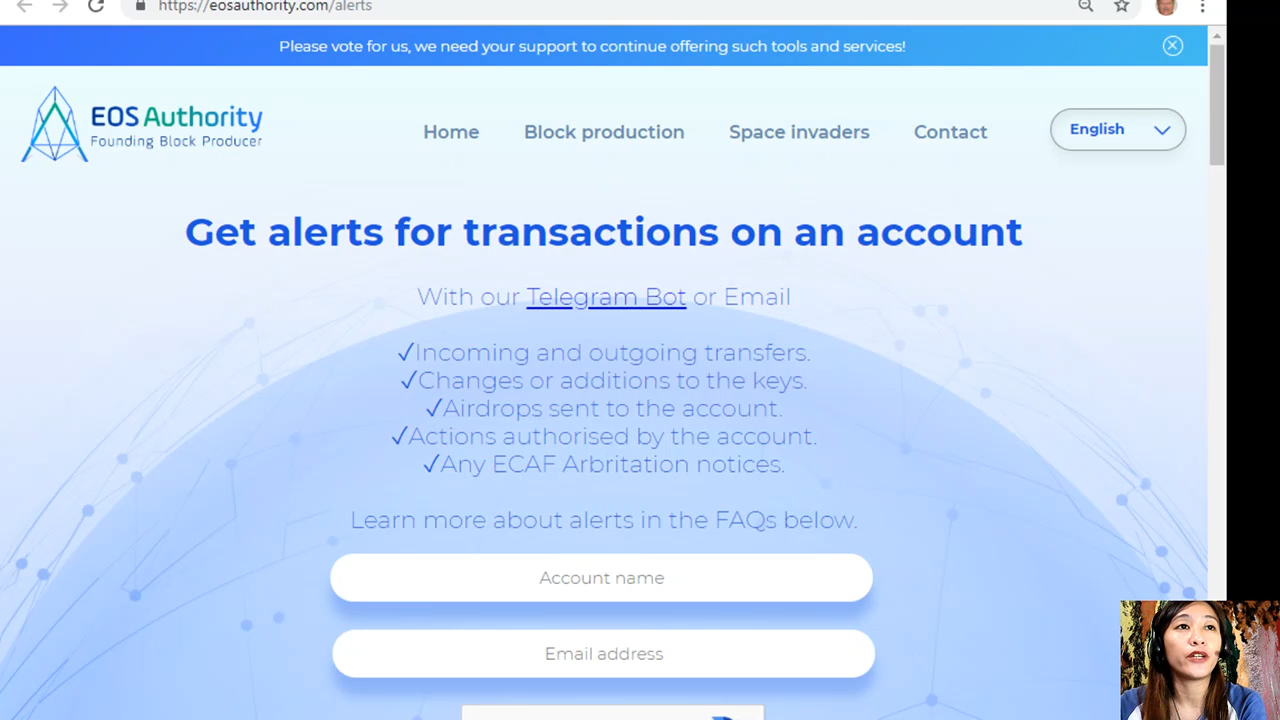 https://eosauthority.com/alerts
Please vote for us, we need your support to continue offering such tools and services!
EOS Authority
Founding Block Producer
Home
Block production
Space invaders
Contact
English
Get alerts for transactions on an account
With our Telegram Bot or Email
✓Incoming and outgoing transfers.
✓Changes or additions to the keys.
✓Airdrops sent to the account.
✓Actions authorised by the account.
✓Any ECAF Arbritation notices.
Learn more about alerts in the FAQs below.
Account name
Email address